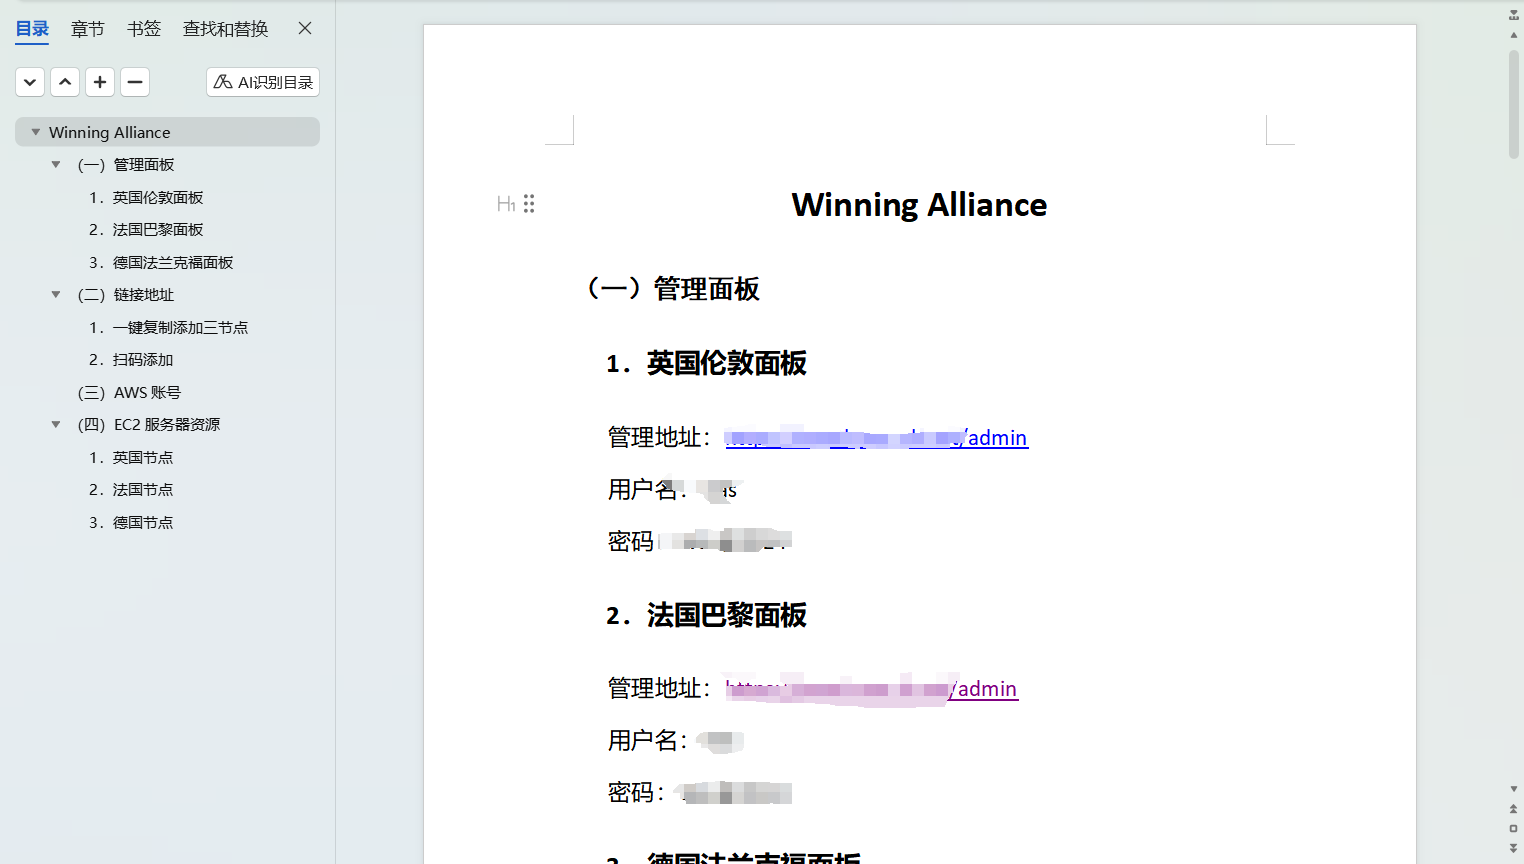 目录 章节 书签 查找和替换
AI识别目录
Winning Alliance
(一) 管理面板
1. 英国伦敦面板
2. 法国巴黎面板
3. 德国法兰克福面板
(二) 链接地址
1. 一键复制添加三节点
2. 扫码添加
(三) AWS 账号
(四) EC2 服务器资源
1. 英国节点
2. 法国节点
3. 德国节点
H1
Winning Alliance
（一）管理面板
1. 英国伦敦面板
管理地址： /admin
用户名：
密码
2. 法国巴黎面板
管理地址： /admin
用户名：
密码：
3. 德国法兰克福面板